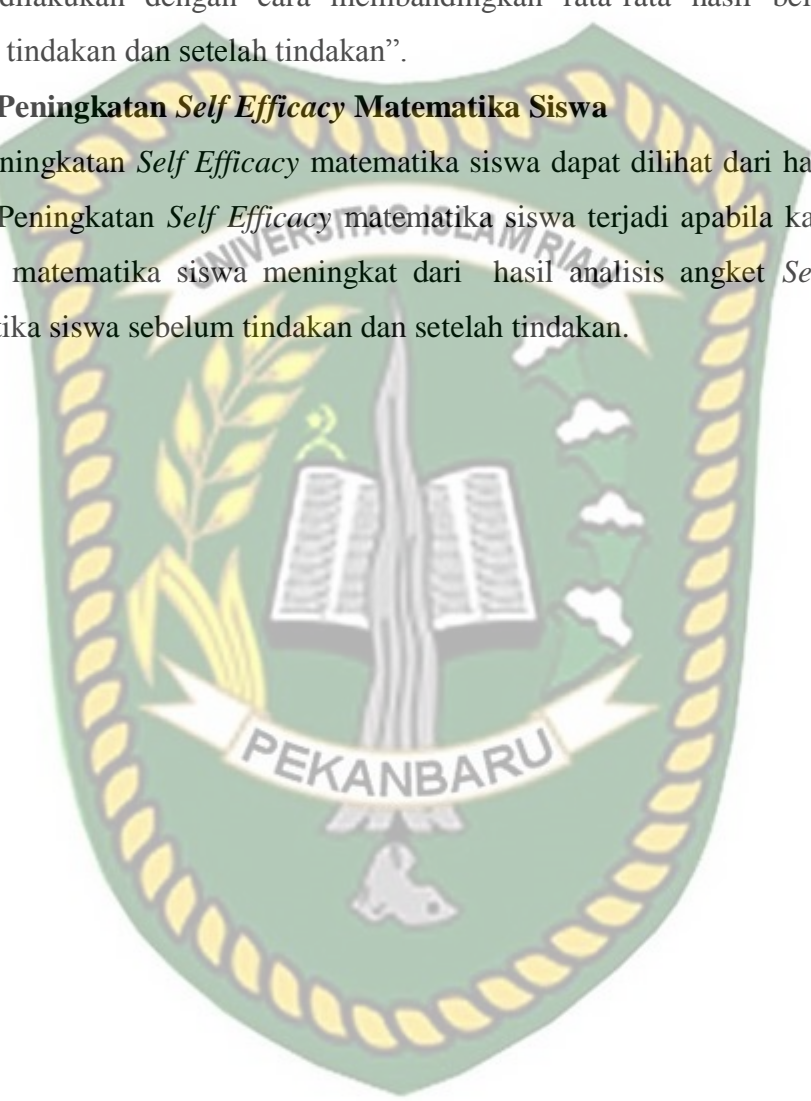 dilakukan dengan cara membandingkan rata-rata hasil bel
tindakan dan setelah tindakan”.
Peningkatan Self Efficacy Matematika Siswa
ningkatan Self Efficacy matematika siswa dapat dilihat dari ha
Peningkatan Self Efficacy matematika siswa terjadi apabila ka
matematika siswa meningkat dari hasil analisis angket Se
tika siswa sebelum tindakan dan setelah tindakan.
UNIVERSITAS ISLAM RIAU
PEKANBARU